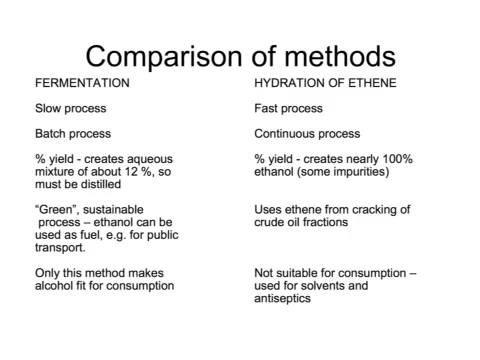 Comparison of methods
FERMENTATION
Slow process
Batch process
% yield - creates aqueous
mixture of about 12 %, so
must be distilled
“Green”, sustainable
process – ethanol can be
used as fuel, e.g. for public
transport.
Only this method makes
alcohol fit for consumption
HYDRATION OF ETHENE
Fast process
Continuous process
% yield - creates nearly 100%
ethanol (some impurities)
Uses ethene from cracking of
crude oil fractions
Not suitable for consumption –
used for solvents and
antiseptics